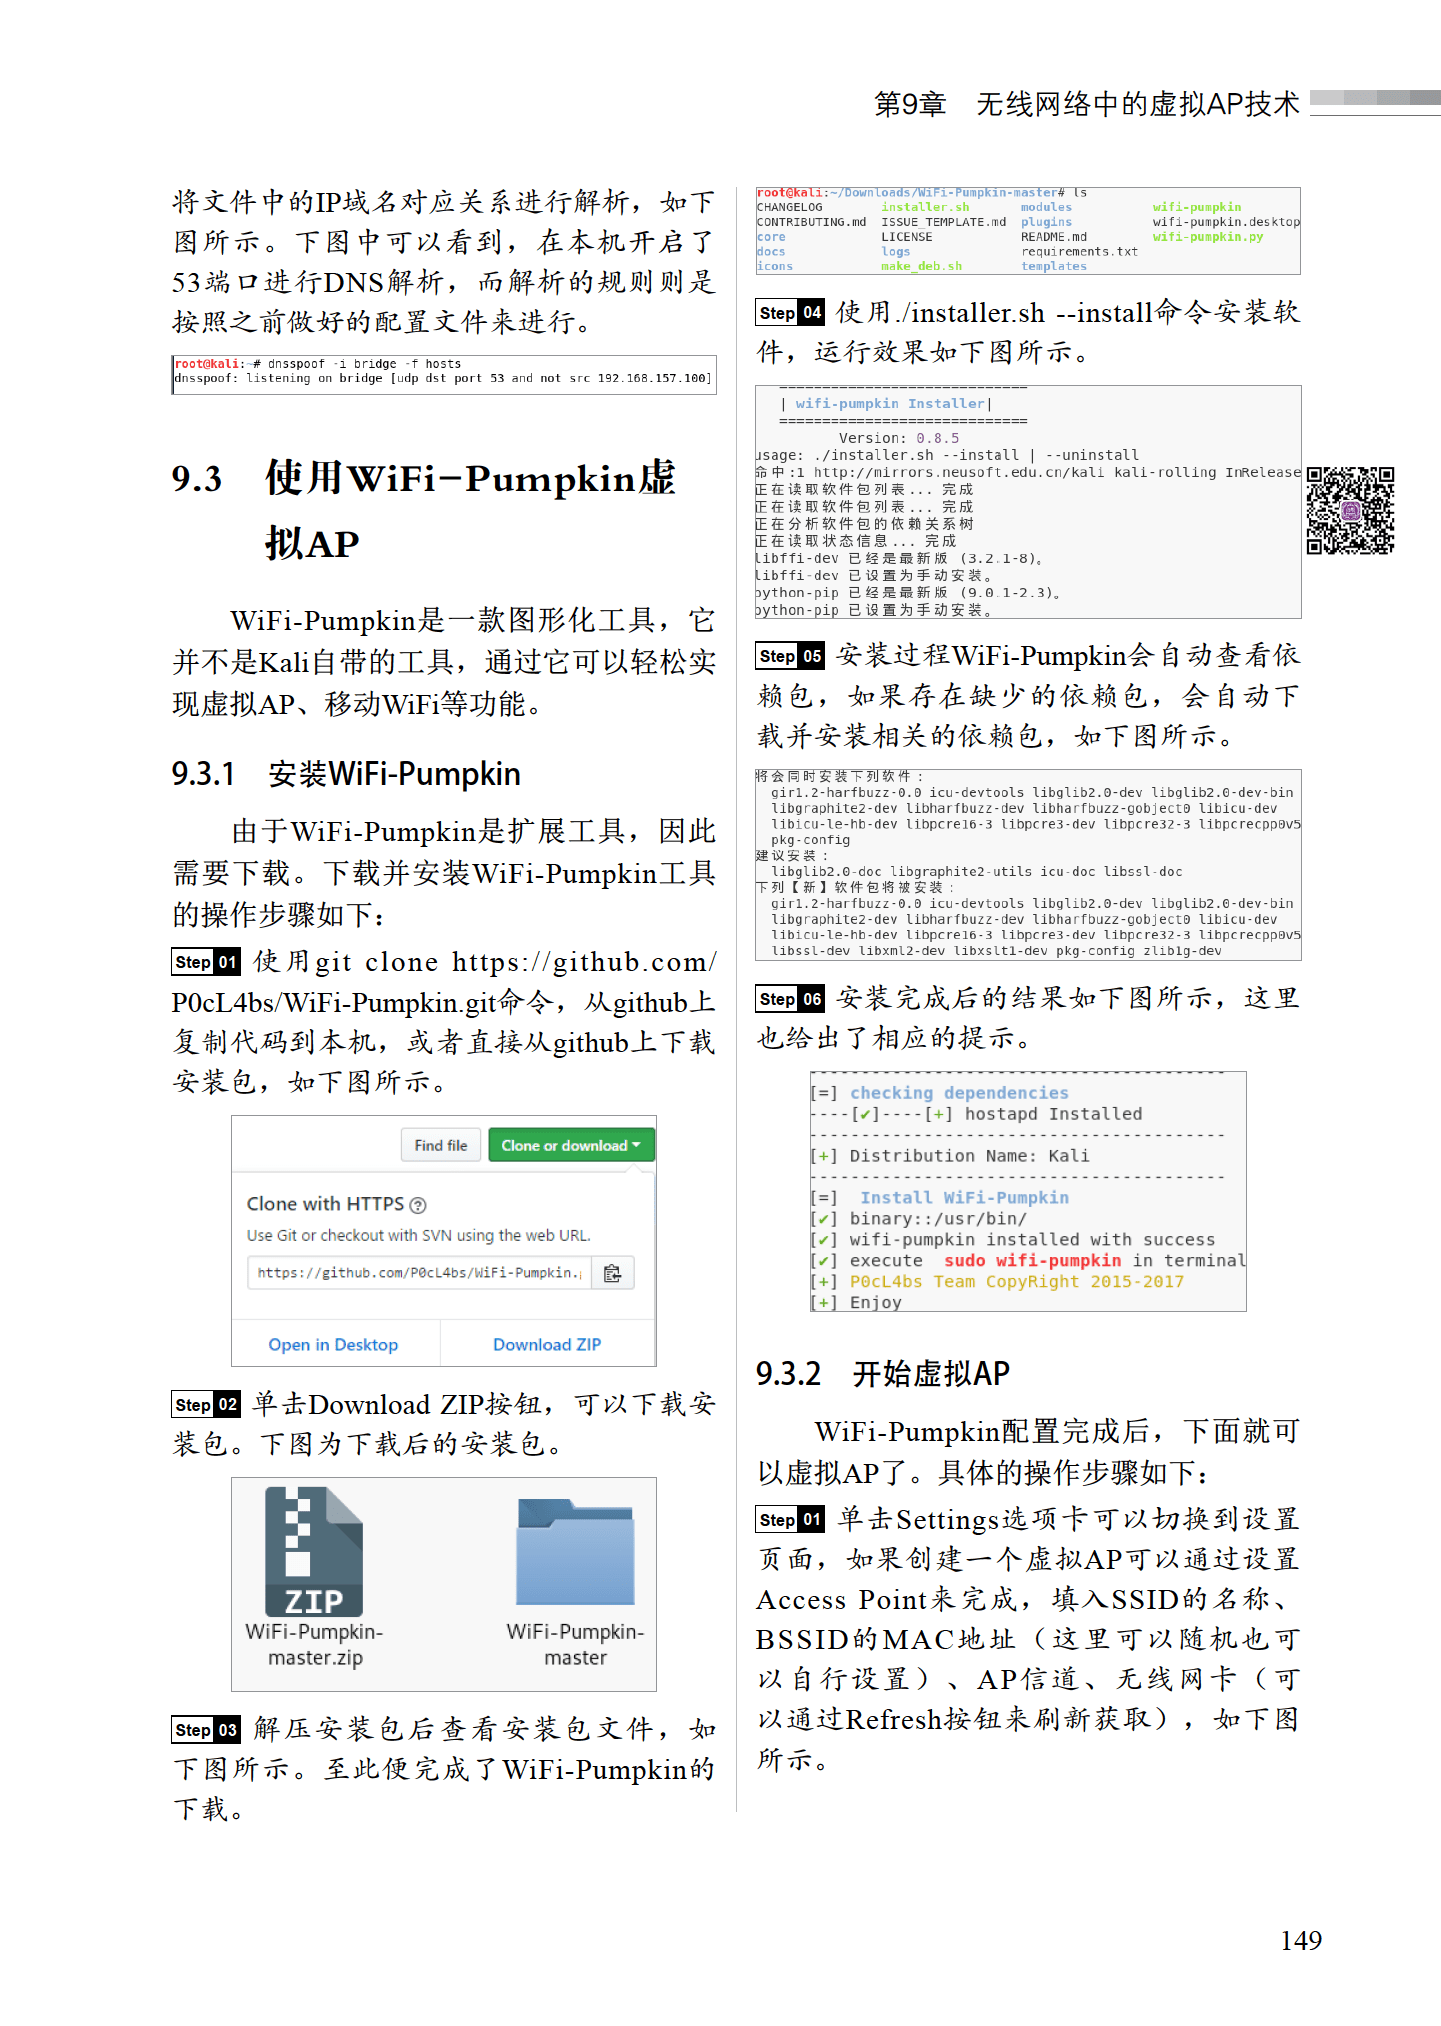 第9章　无线网络中的虚拟AP技术
将文件中的IP域名对应关系进行解析，如下
图所示。下图中可以看到，在本机开启了
53端口进行DNS解析，而解析的规则则是
按照之前做好的配置文件来进行。
root@kali:~# dnsspoof -i bridge -f hosts
dnsspoof: listening on bridge [udp dst port 53 and not src 192.168.157.100]
9.3　使用WiFi-Pumpkin虚
拟AP
WiFi-Pumpkin是一款图形化工具，它
并不是Kali自带的工具，通过它可以轻松实
现虚拟AP、移动WiFi等功能。
9.3.1　安装WiFi-Pumpkin
由于WiFi-Pumpkin是扩展工具，因此
需要下载。下载并安装WiFi-Pumpkin工具
的操作步骤如下：
Step 01 使用git clone https://github.com/
P0cL4bs/WiFi-Pumpkin.git命令，从github上
复制代码到本机，或者直接从github上下载
安装包，如下图所示。
Find file Clone or download
Clone with HTTPS
Use Git or checkout with SVN using the web URL.
https://github.com/P0cL4bs/WiFi-Pumpkin.
Open in Desktop Download ZIP
Step 02 单击Download ZIP按钮，可以下载安
装包。下图为下载后的安装包。
ZIP
WiFi-Pumpkin-
master.zip
WiFi-Pumpkin-
master
Step 03 解压安装包后查看安装包文件，如
下图所示。至此便完成了WiFi-Pumpkin的
下载。
root@kali:~/Downloads/WiFi-Pumpkin-master# ls
CHANGELOG installer.sh modules wifi-pumpkin
CONTRIBUTING.md ISSUE_TEMPLATE.md plugins wifi-pumpkin.desktop
core LICENSE README.md wifi-pumpkin.py
docs logs requirements.txt
icons make_deb.sh templates
Step 04 使用./installer.sh --install命令安装软
件，运行效果如下图所示。
=============================
| wifi-pumpkin Installer|
=============================
Version: 0.8.5
usage: ./installer.sh --install | --uninstall
命中:1 http://mirrors.neusoft.edu.cn/kali kali-rolling InRelease
正在读取软件包列表... 完成
正在读取软件包列表... 完成
正在分析软件包的依赖关系树
正在读取状态信息... 完成
libffi-dev 已经是最新版 (3.2.1-8)。
libffi-dev 已设置为手动安装。
python-pip 已经是最新版 (9.0.1-2.3)。
python-pip 已设置为手动安装。
Step 05 安装过程WiFi-Pumpkin会自动查看依
赖包，如果存在缺少的依赖包，会自动下
载并安装相关的依赖包，如下图所示。
将会同时安装下列软件：
gir1.2-harfbuzz-0.0 icu-devtools libglib2.0-dev libglib2.0-dev-bin
libgraphite2-dev libharfbuzz-dev libharfbuzz-gobject0 libicu-dev
libicu-le-hb-dev libpcre16-3 libpcre3-dev libpcre32-3 libpcrecpp0v5
pkg-config
建议安装：
libglib2.0-doc libgraphite2-utils icu-doc libssl-doc
下列【新】软件包将被安装：
gir1.2-harfbuzz-0.0 icu-devtools libglib2.0-dev libglib2.0-dev-bin
libgraphite2-dev libharfbuzz-dev libharfbuzz-gobject0 libicu-dev
libicu-le-hb-dev libpcre16-3 libpcre3-dev libpcre32-3 libpcrecpp0v5
libssl-dev libxml2-dev libxslt1-dev pkg-config zlib1g-dev
Step 06 安装完成后的结果如下图所示，这里
也给出了相应的提示。
----------------------------------------
[=] checking dependencies
----[✔]----[+] hostapd Installed
----------------------------------------
[+] Distribution Name: Kali
----------------------------------------
[=] Install WiFi-Pumpkin
[✔] binary::/usr/bin/
[✔] wifi-pumpkin installed with success
[✔] execute sudo wifi-pumpkin in terminal
[+] P0cL4bs Team CopyRight 2015-2017
[+] Enjoy
9.3.2　开始虚拟AP
WiFi-Pumpkin配置完成后，下面就可
以虚拟AP了。具体的操作步骤如下：
Step 01 单击Settings选项卡可以切换到设置
页面，如果创建一个虚拟AP可以通过设置
Access Point来完成，填入SSID的名称、
BSSID的MAC地址（这里可以随机也可
以自行设置）、AP信道、无线网卡（可
以通过Refresh按钮来刷新获取），如下图
所示。
149